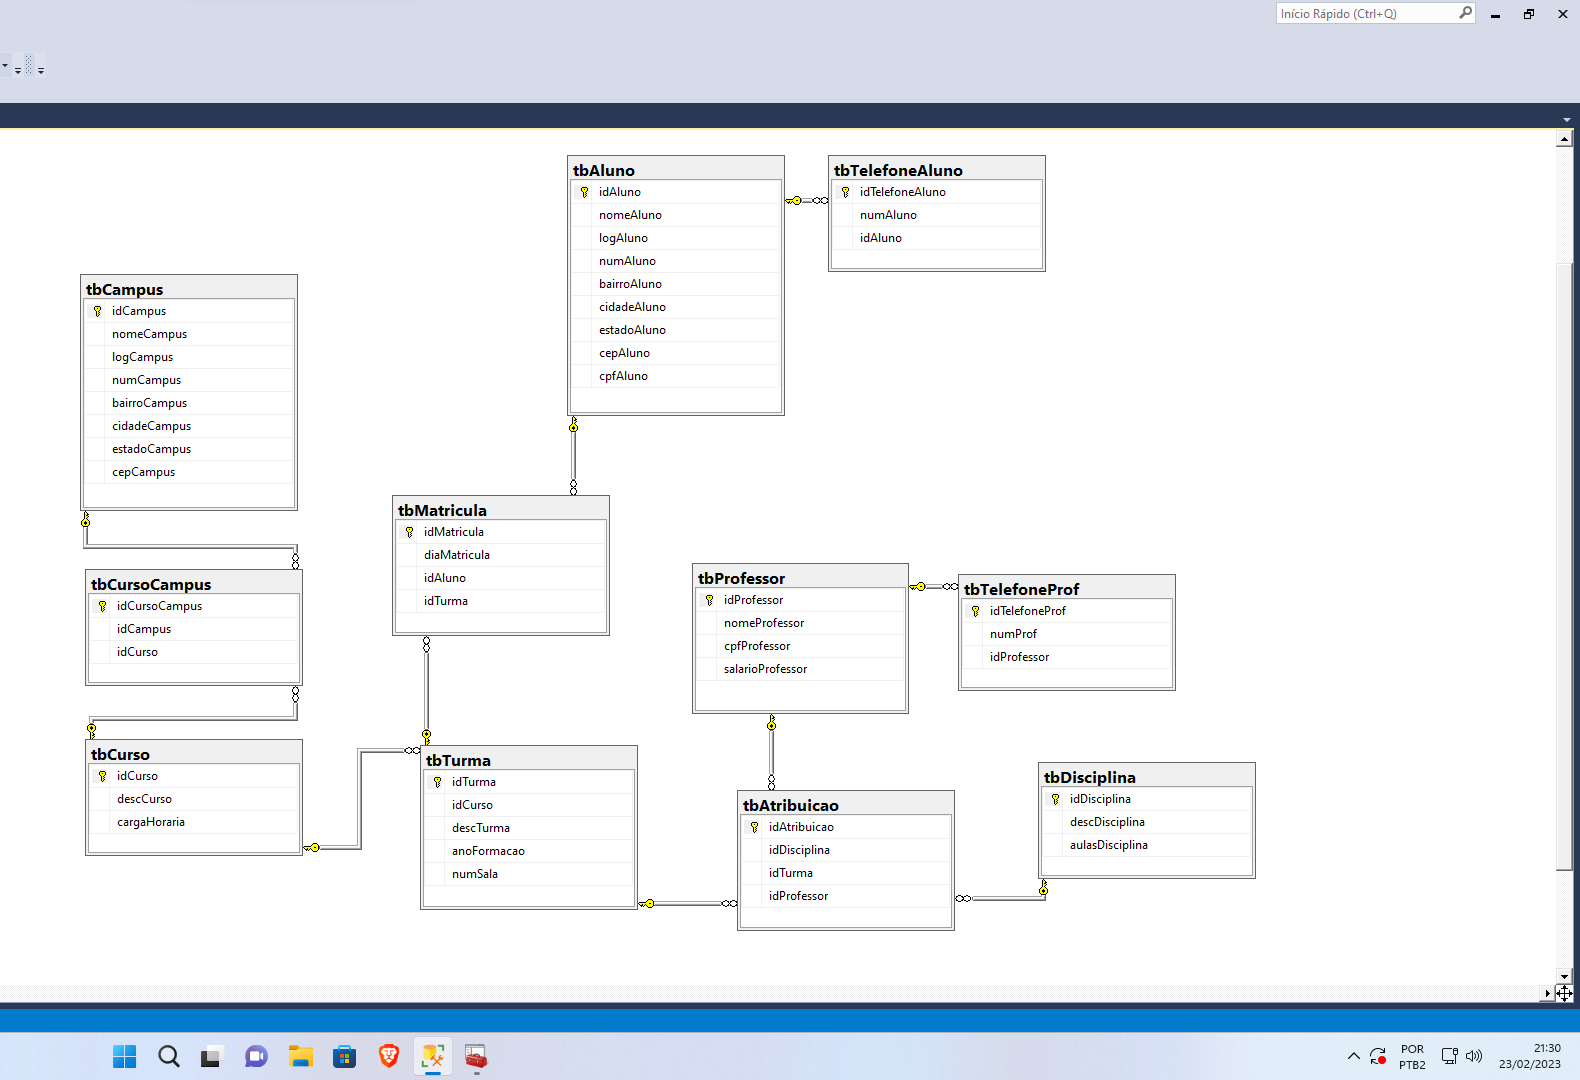 Início Rápido (Ctrl+Q)
tbAluno
idAluno
nomeAluno
logAluno
numAluno
bairroAluno
cidadeAluno
estadoAluno
cepAluno
cpfAluno
tbTelefoneAluno
idTelefoneAluno
numAluno
idAluno
tbCampus
idCampus
nomeCampus
logCampus
numCampus
bairroCampus
cidadeCampus
estadoCampus
cepCampus
tbMatricula
idMatricula
diaMatricula
idAluno
idTurma
tbCursoCampus
idCursoCampus
idCampus
idCurso
tbProfessor
idProfessor
nomeProfessor
cpfProfessor
salarioProfessor
tbTelefoneProf
idTelefoneProf
numProf
idProfessor
tbCurso
idCurso
descCurso
cargaHoraria
tbTurma
idTurma
idCurso
descTurma
anoFormacao
numSala
tbAtribuicao
idAtribuicao
idDisciplina
idTurma
idProfessor
tbDisciplina
idDisciplina
descDisciplina
aulasDisciplina
POR
PTB2
21:30
23/02/2023